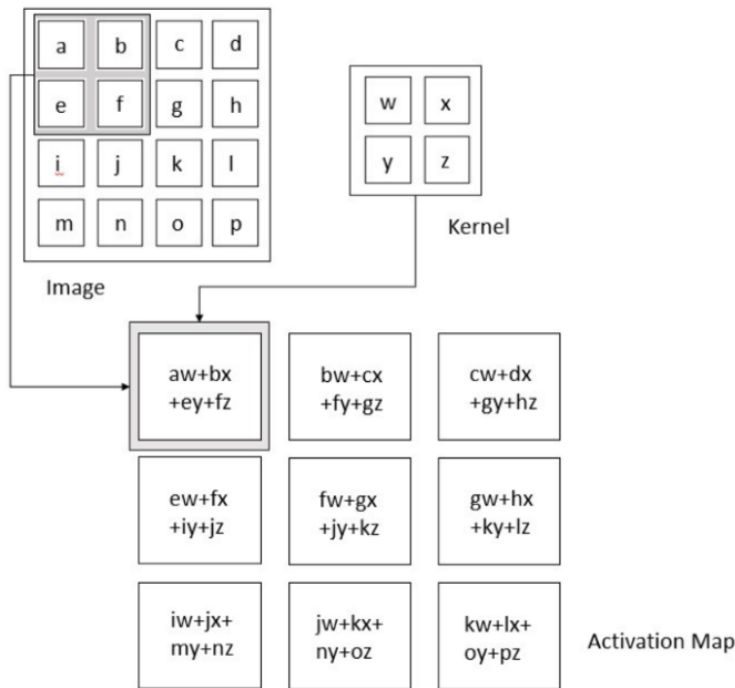 a b c d
e f g h
i j k l
m n o p
Image
w x
y z
Kernel
aw+bx
+ey+fz
bw+cx
+fy+gz
cw+dx
+gy+hz
ew+fx
+iy+jz
fw+gx
+jy+kz
gw+hx
+ky+lz
iw+jx+
my+nz
jw+kx+
ny+oz
kw+lx+
oy+pz
Activation Map